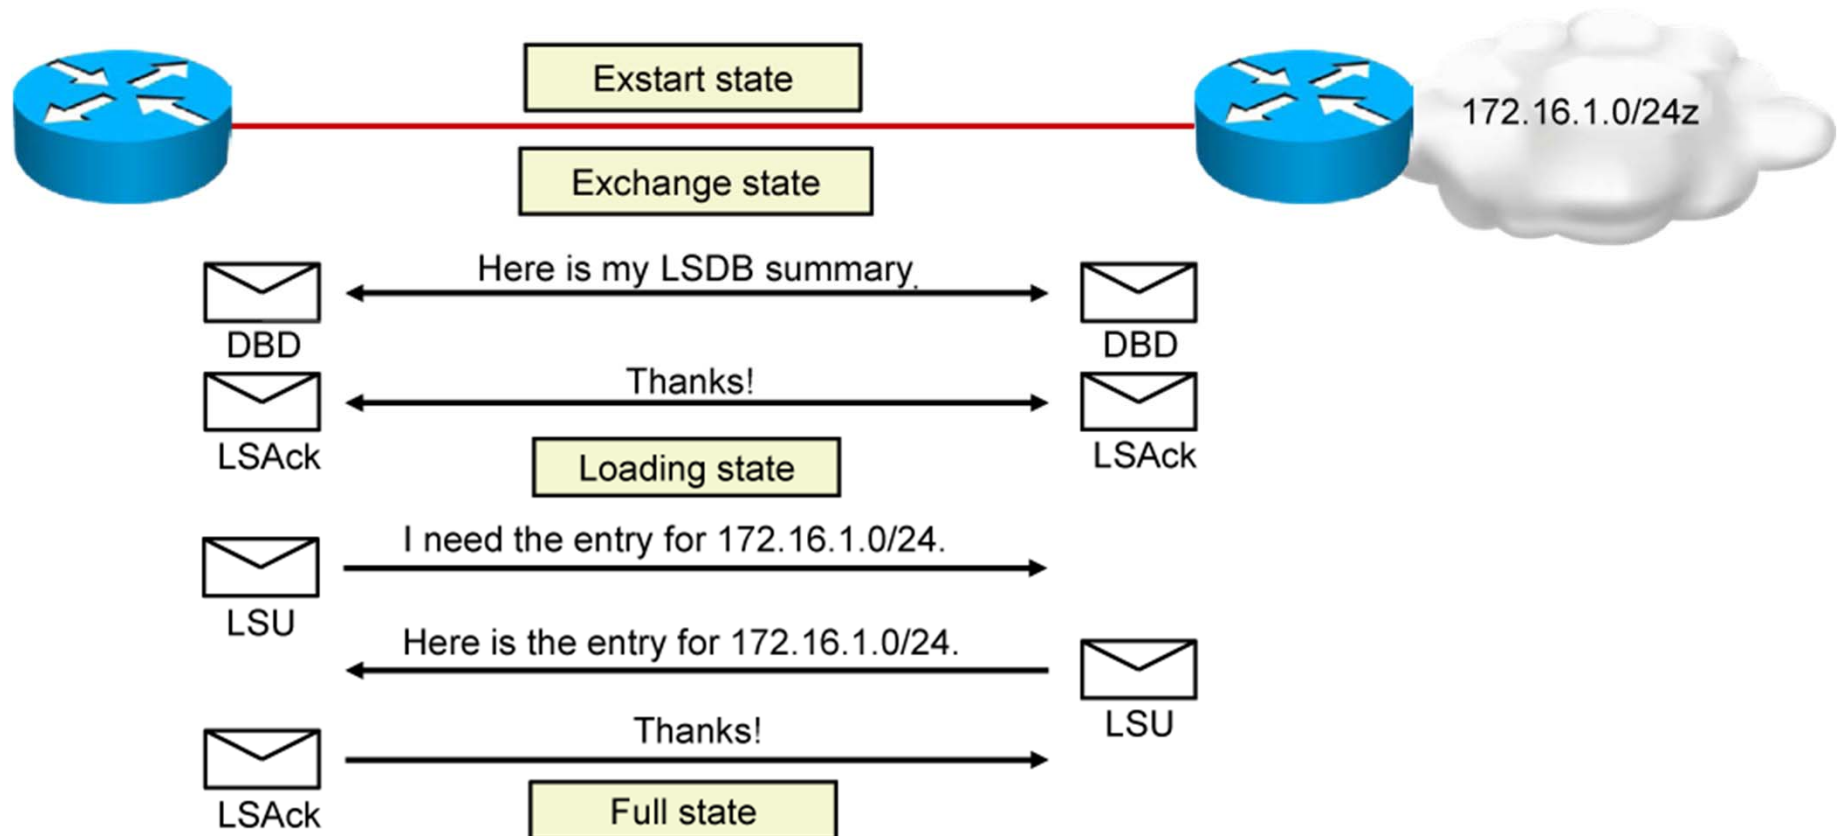 Exstart state
172.16.1.0/24z
Exchange state
Here is my LSDB summary.
DBD
DBD
Thanks!
LSAck
LSAck
Loading state
I need the entry for 172.16.1.0/24.
LSU
Here is the entry for 172.16.1.0/24.
LSU
Thanks!
LSAck
Full state